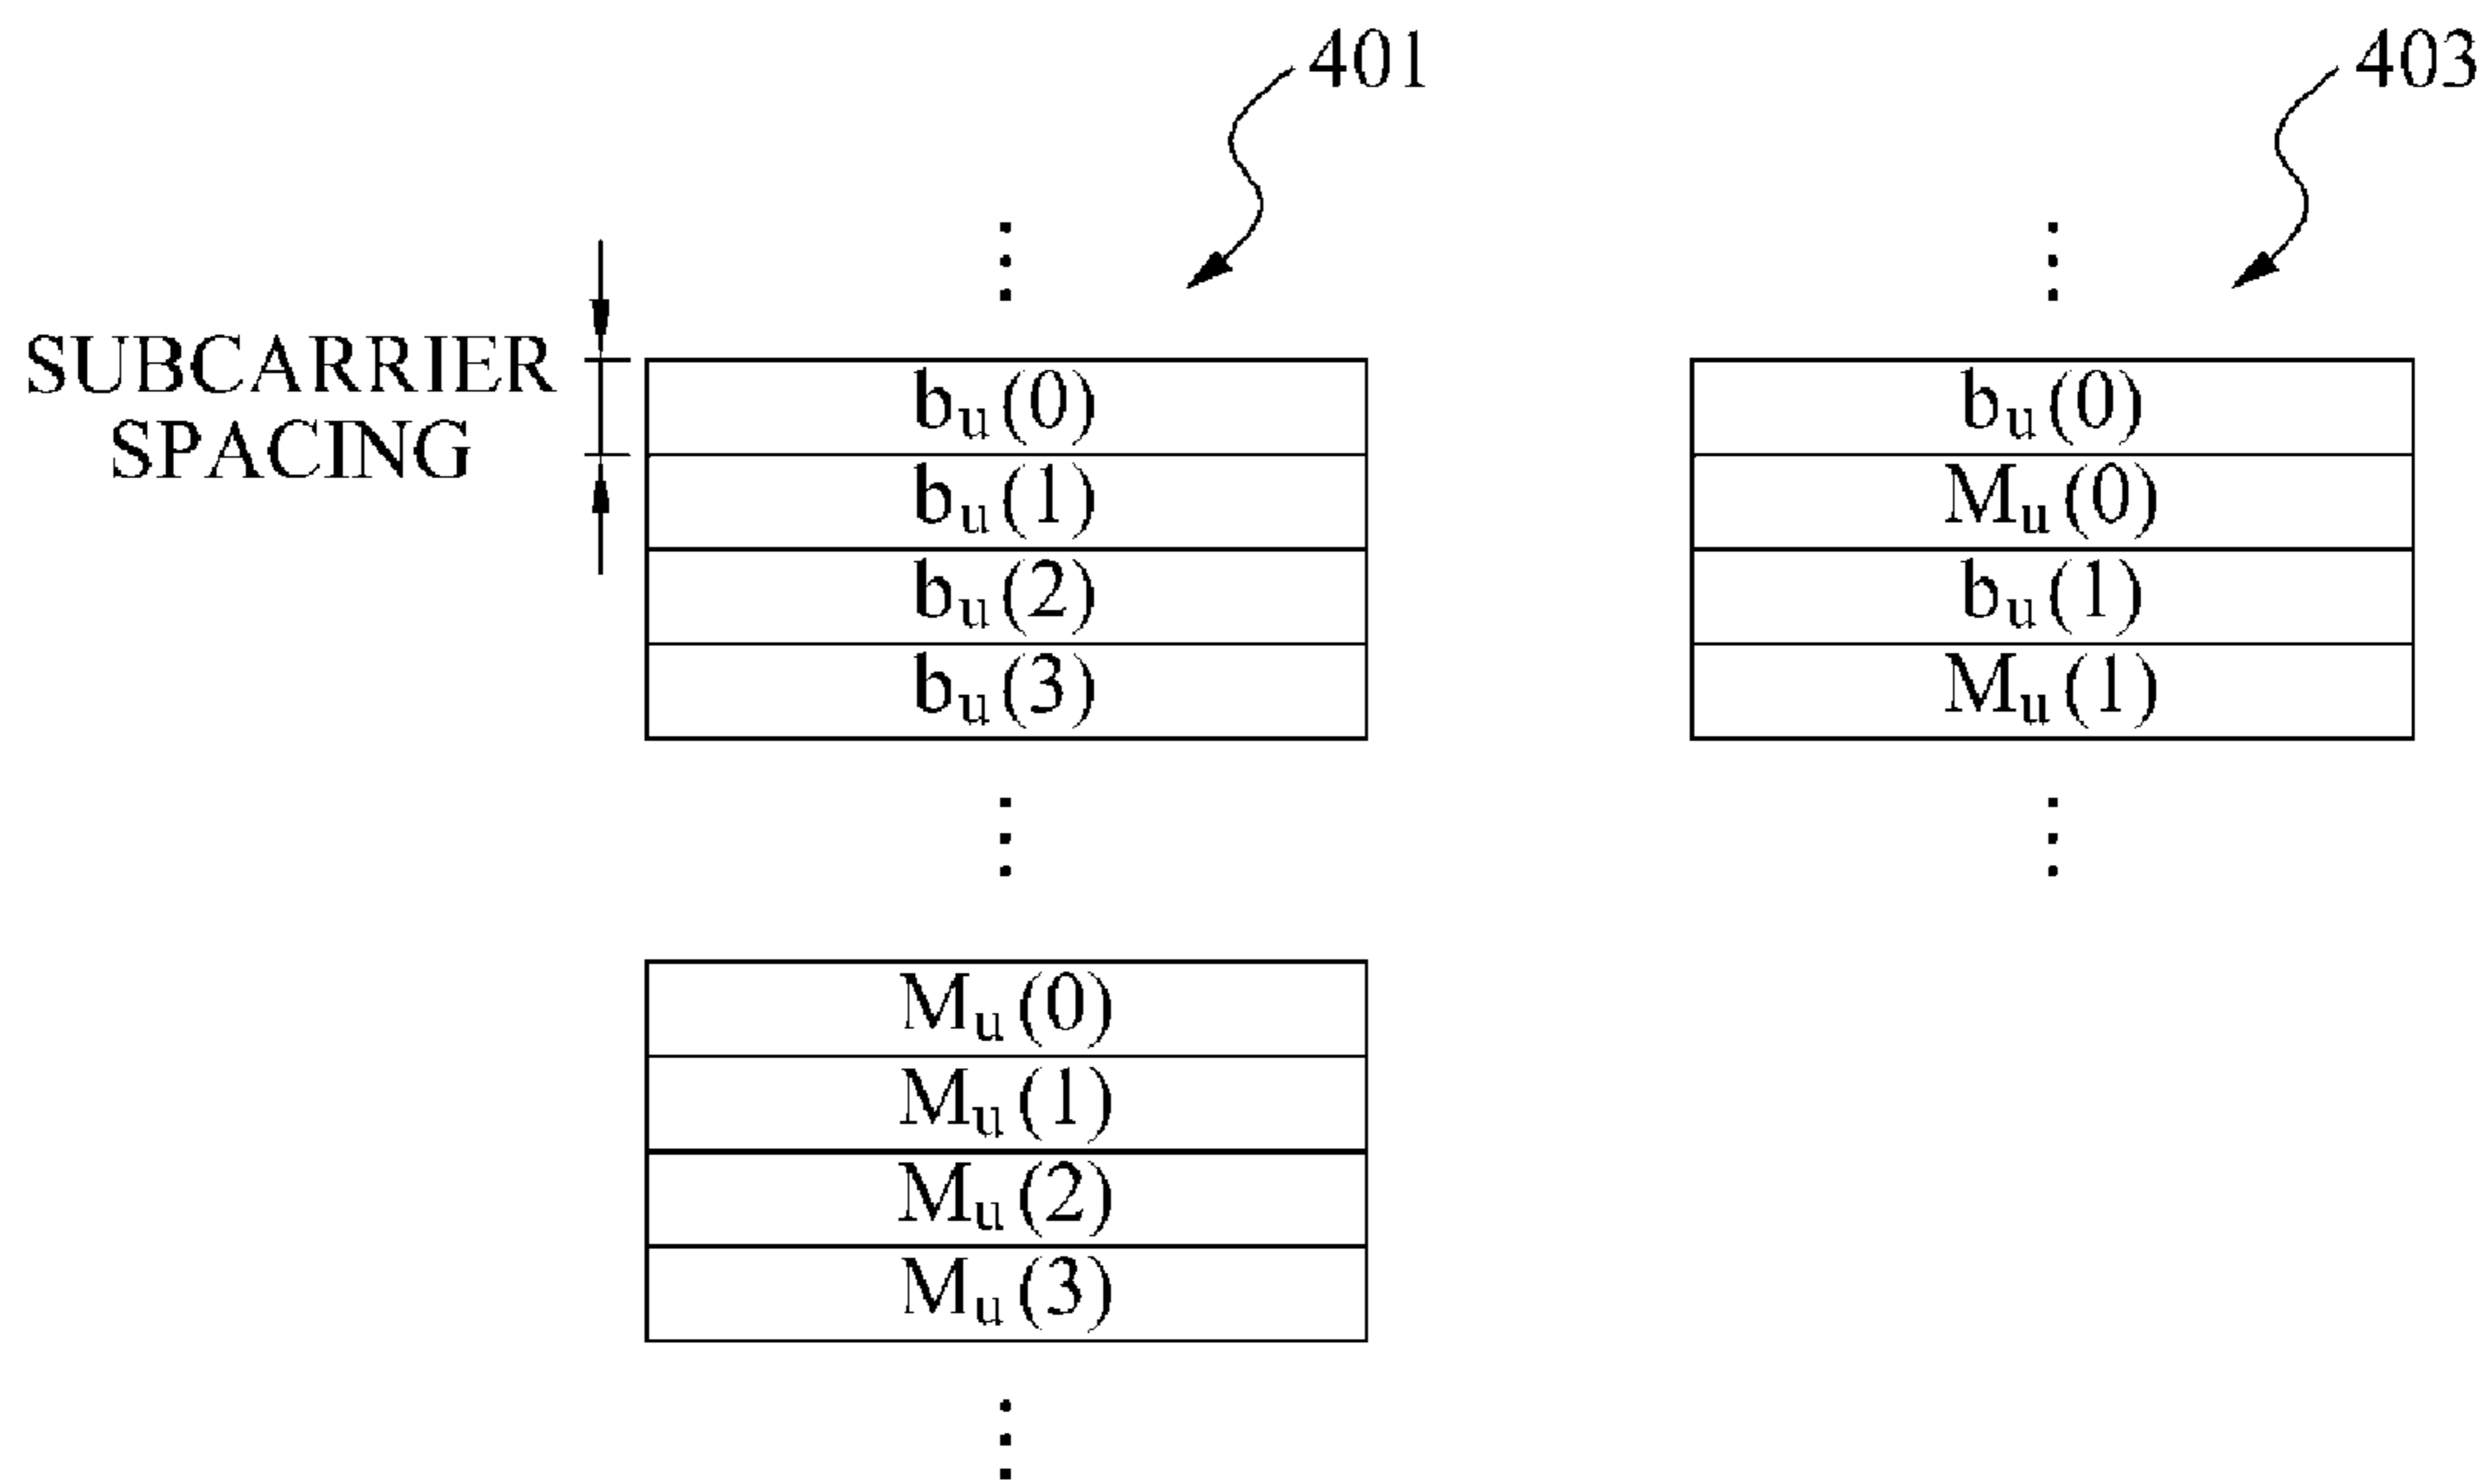 401
403
SUBCARRIER
SPACING
bᵤ(0)
bᵤ(1)
bᵤ(2)
bᵤ(3)
Mᵤ(0)
Mᵤ(1)
Mᵤ(2)
Mᵤ(3)
bᵤ(0)
Mᵤ(0)
bᵤ(1)
Mᵤ(1)